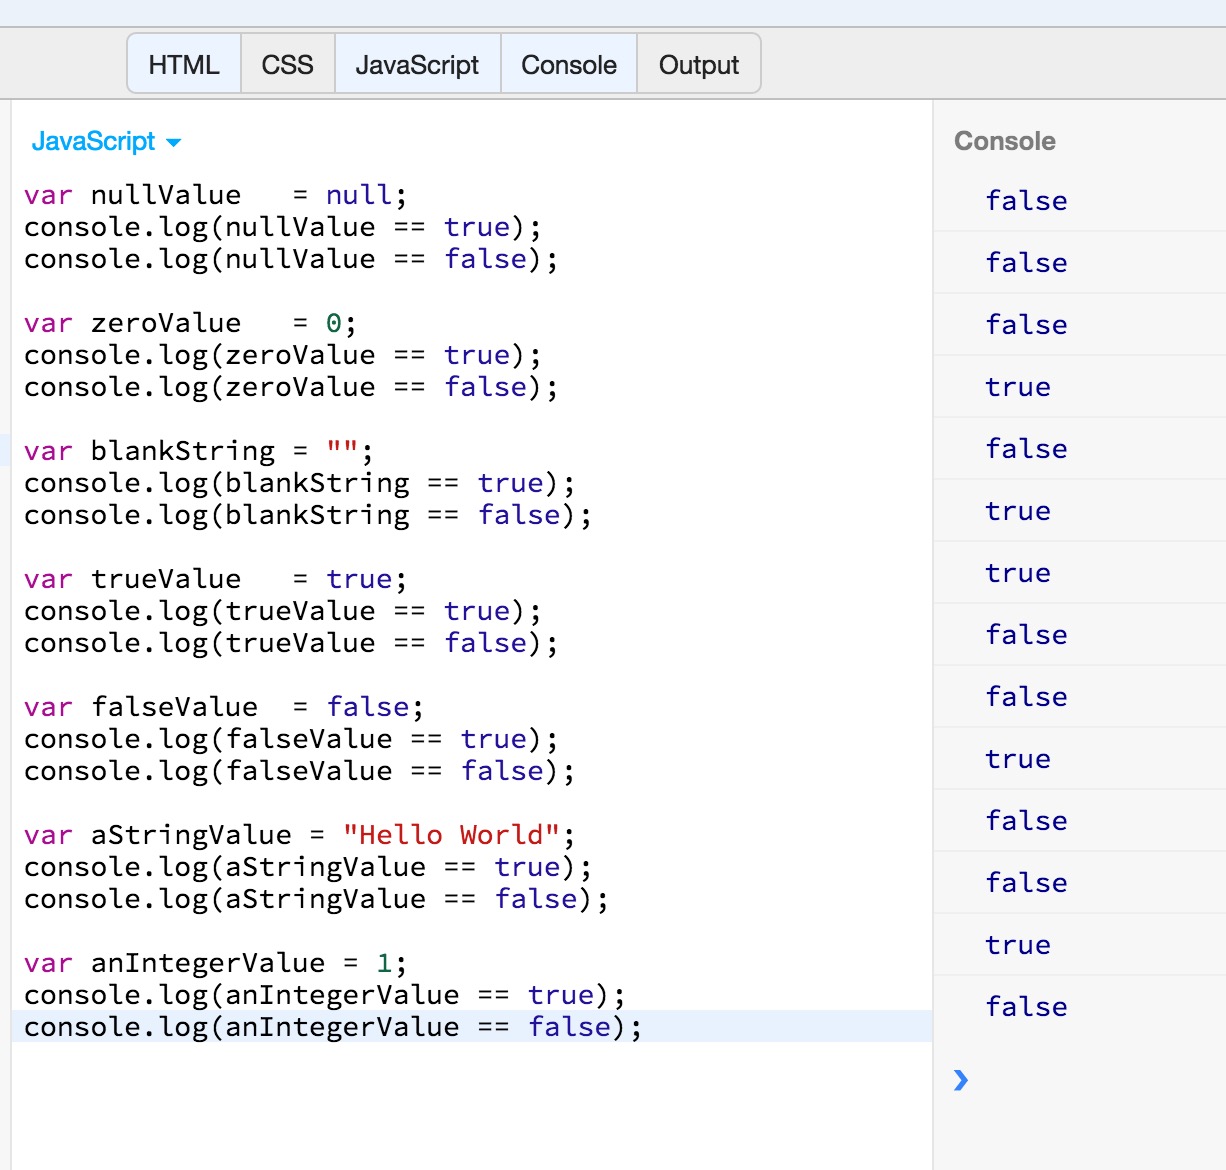 HTML CSS JavaScript Console Output
JavaScript
var nullValue   = null;
console.log(nullValue == true);
console.log(nullValue == false);

var zeroValue   = 0;
console.log(zeroValue == true);
console.log(zeroValue == false);

var blankString = "";
console.log(blankString == true);
console.log(blankString == false);

var trueValue   = true;
console.log(trueValue == true);
console.log(trueValue == false);

var falseValue  = false;
console.log(falseValue == true);
console.log(falseValue == false);

var aStringValue = "Hello World";
console.log(aStringValue == true);
console.log(aStringValue == false);

var anIntegerValue = 1;
console.log(anIntegerValue == true);
console.log(anIntegerValue == false);
Console
false
false
false
true
false
true
true
false
false
true
false
false
true
false